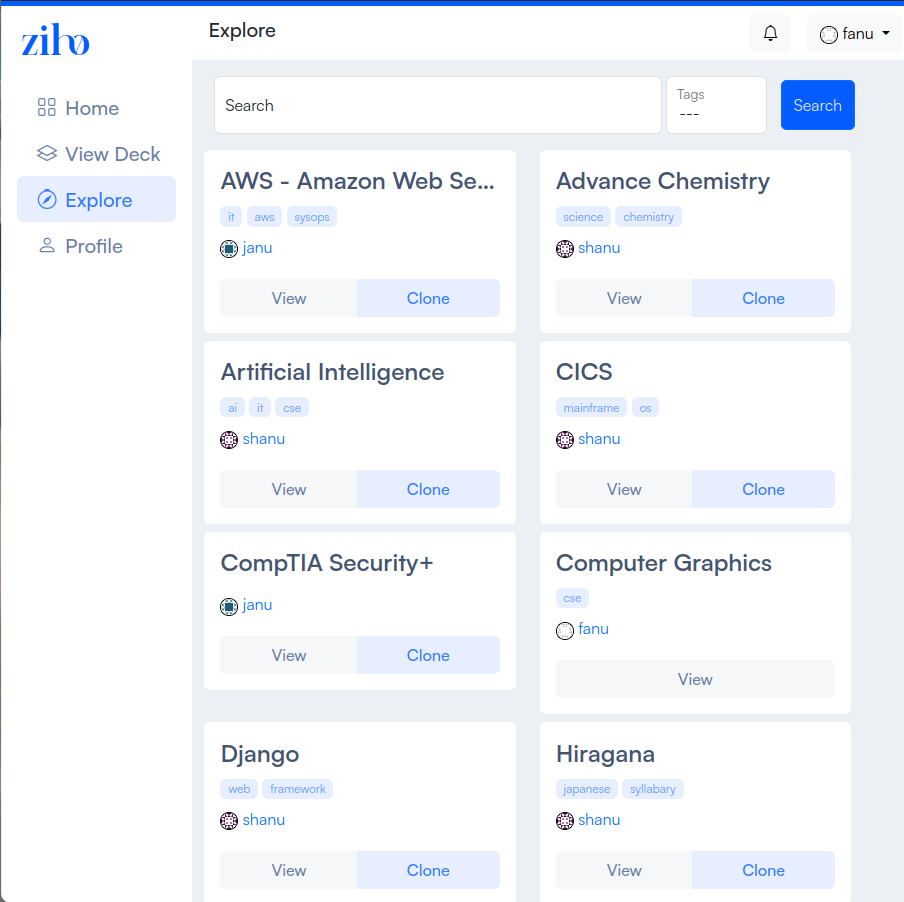 ziho
Explore
fanu
Home
View Deck
Explore
Profile
Search
Tags
---
Search
AWS - Amazon Web Se...
it aws sysops
janu
View Clone
Advance Chemistry
science chemistry
shanu
View Clone
Artificial Intelligence
ai it cse
shanu
View Clone
CICS
mainframe os
shanu
View Clone
CompTIA Security+
janu
View Clone
Computer Graphics
cse
fanu
View
Django
web framework
shanu
View Clone
Hiragana
japanese syllabary
shanu
View Clone